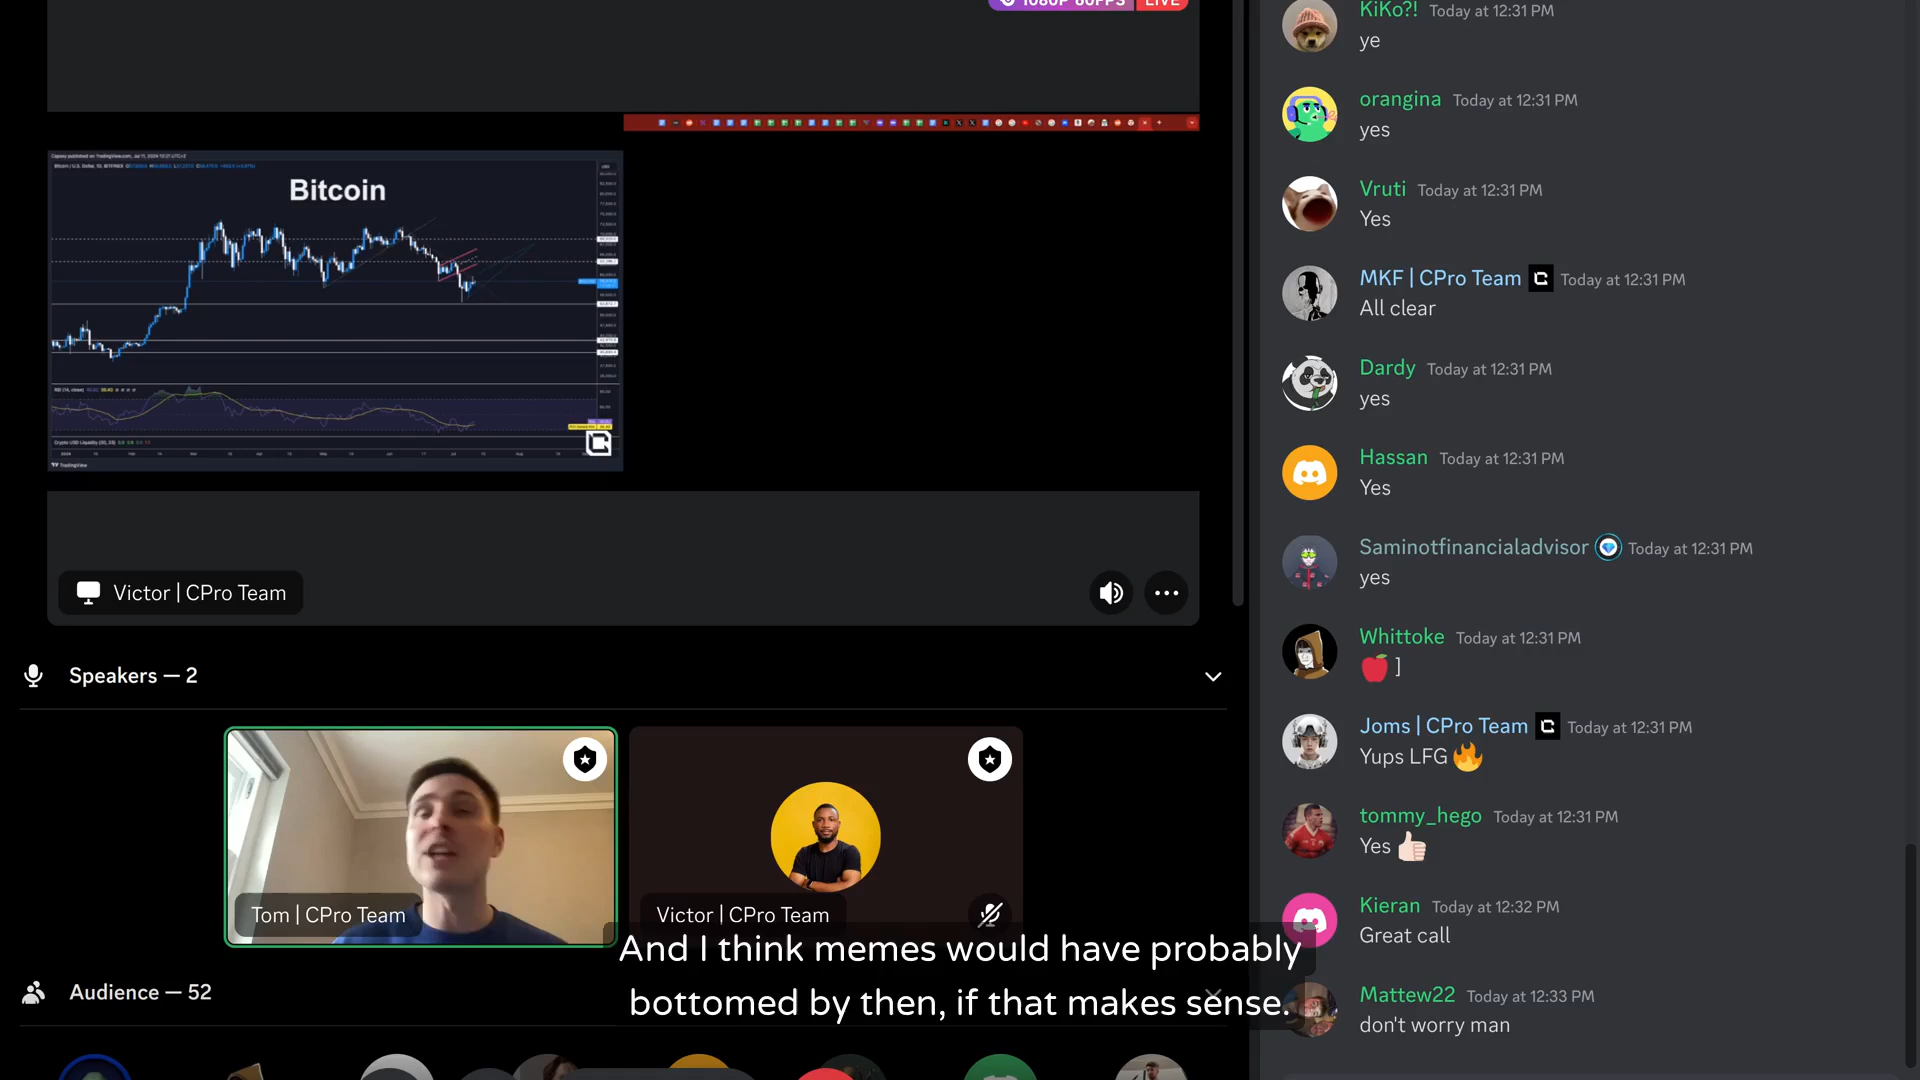 1080P 60FPS LIVE
Bitcoin
TradingView
Victor | CPro Team
Speakers — 2
Tom | CPro Team
Victor | CPro Team
Audience — 52
And I think memes would have probably
bottomed by then, if that makes sense.
KiKo?! Today at 12:31 PM
ye
orangina Today at 12:31 PM
yes
Vruti Today at 12:31 PM
Yes
MKF | CPro Team Today at 12:31 PM
All clear
Dardy Today at 12:31 PM
yes
Hassan Today at 12:31 PM
Yes
Saminotfinancialadvisor Today at 12:31 PM
yes
Whittoke Today at 12:31 PM
🍎 ]
Joms | CPro Team Today at 12:31 PM
Yups LFG 🔥
tommy_hego Today at 12:31 PM
Yes 👍🏻
Kieran Today at 12:32 PM
Great call
Mattew22 Today at 12:33 PM
don't worry man